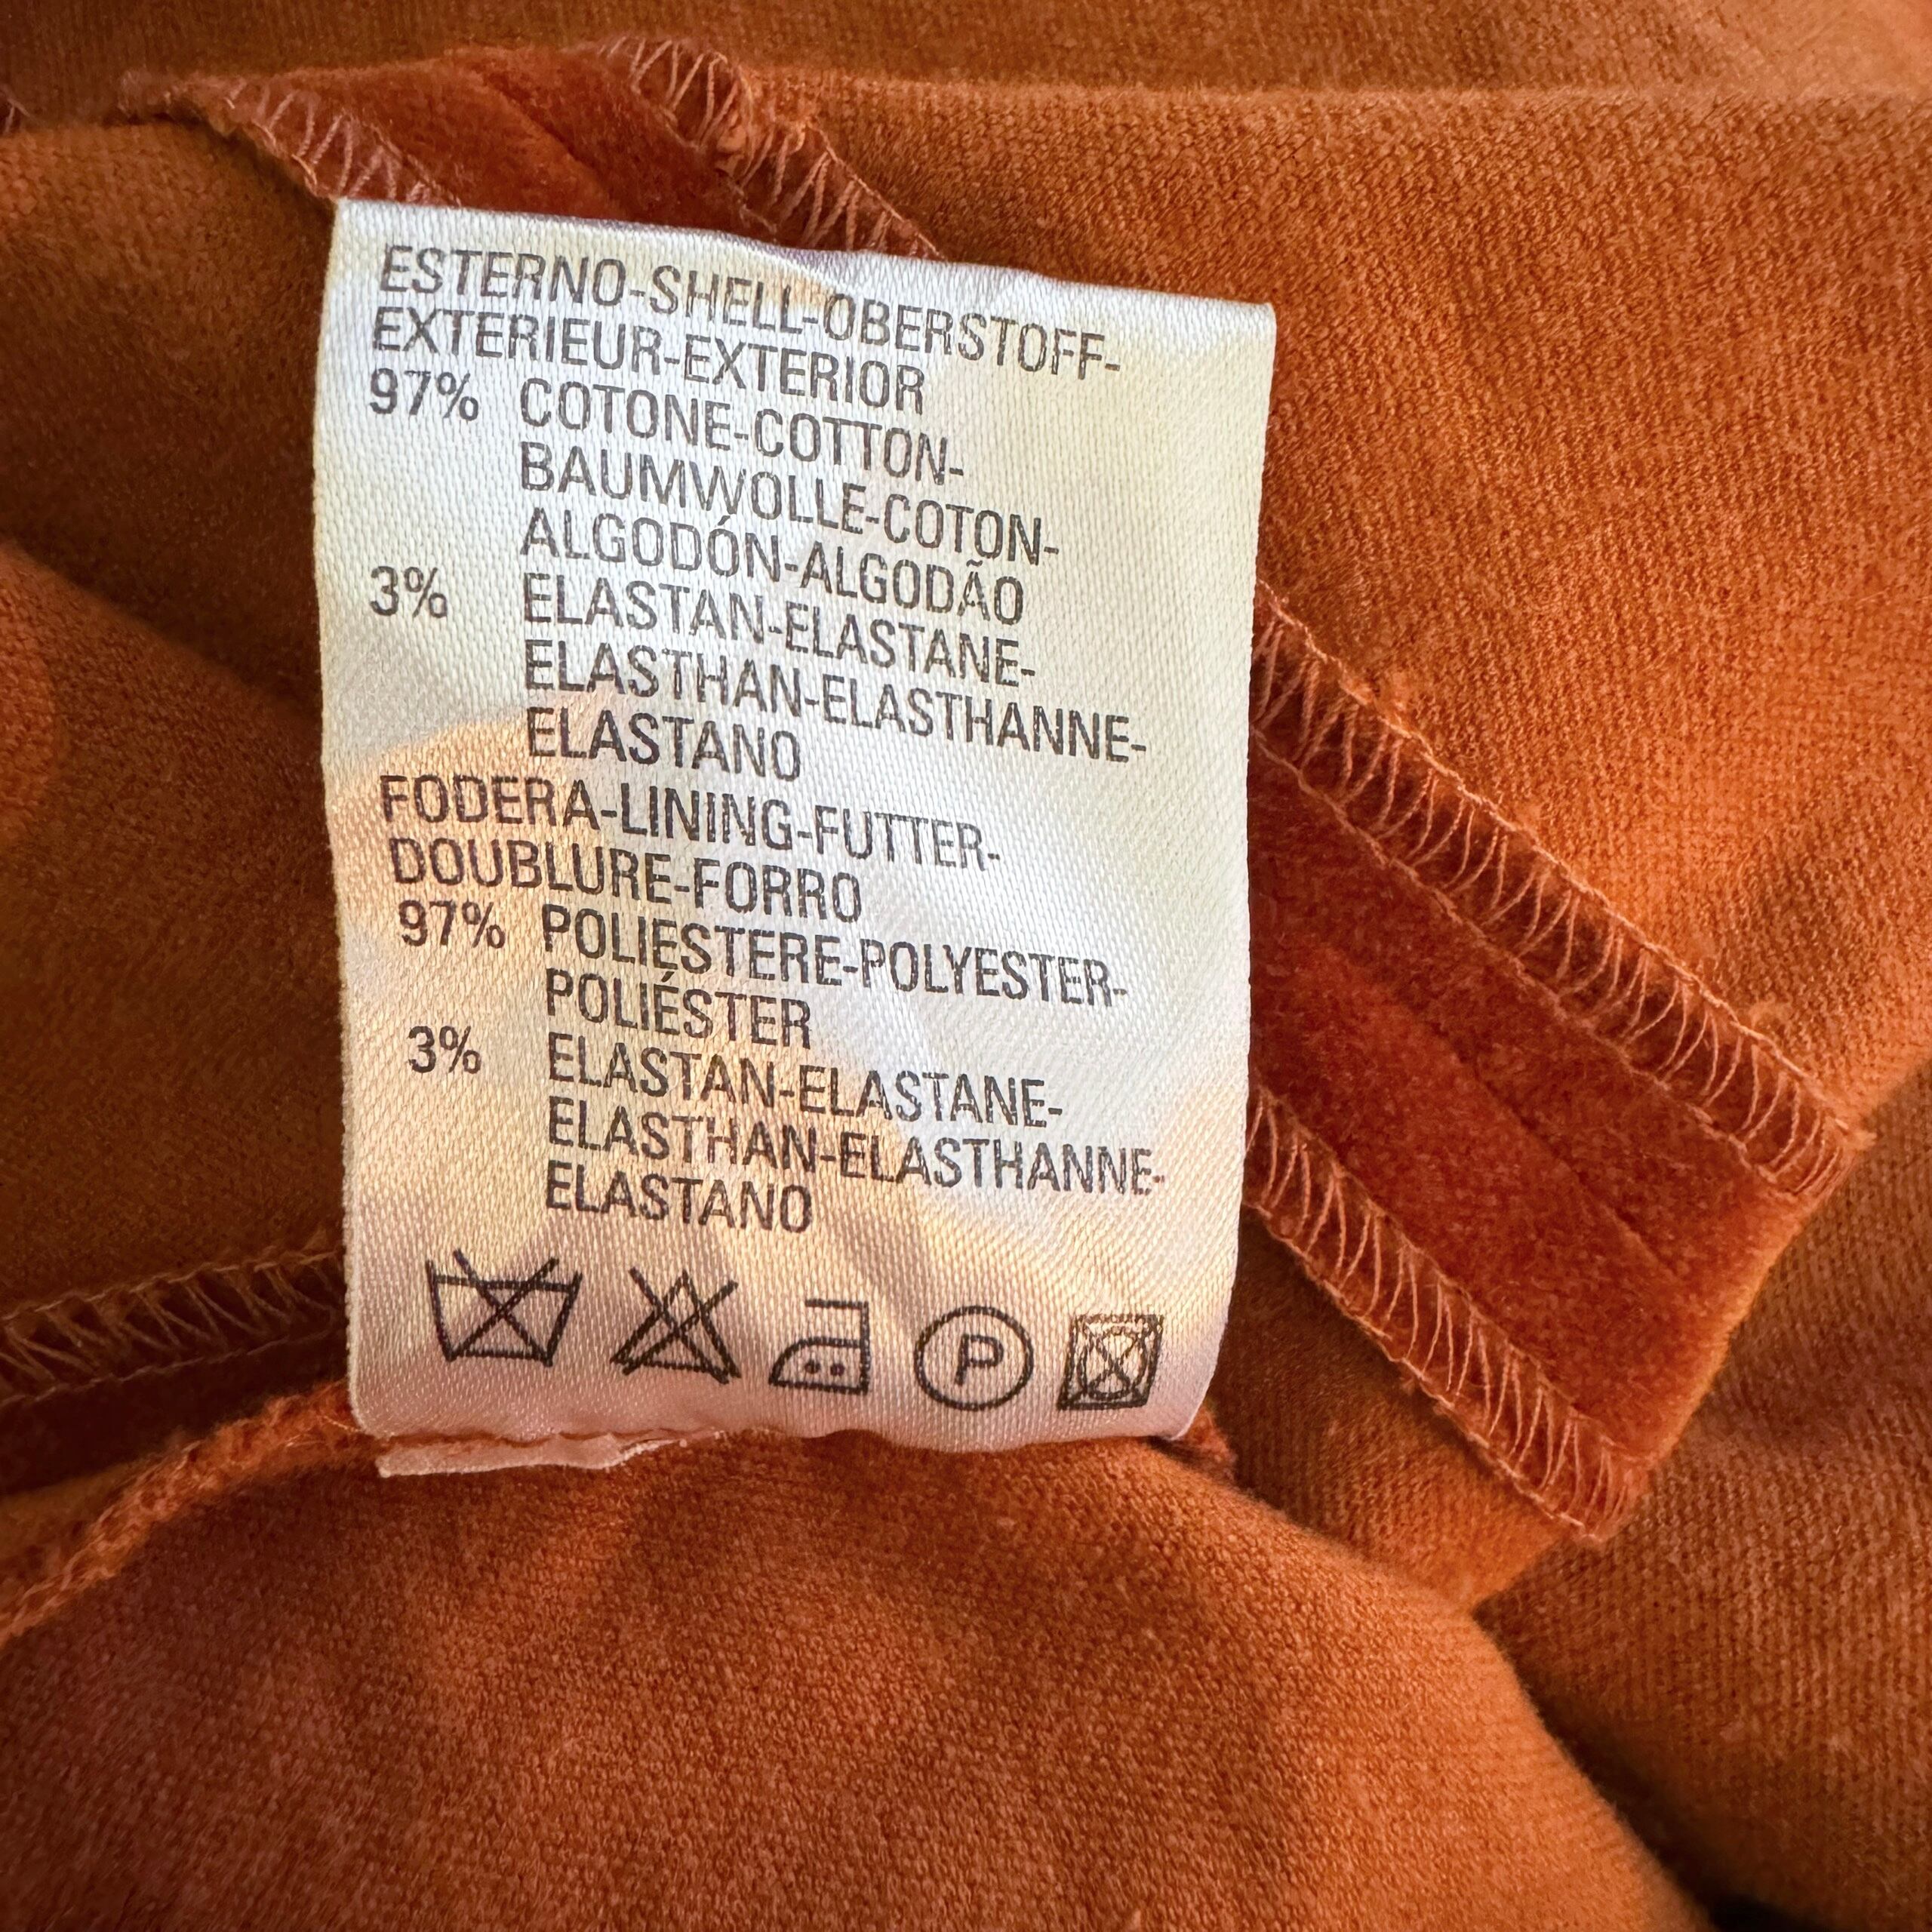 ESTERNO-SHELL-OBERSTOFF-
EXTERIEUR-EXTERIOR
97% COTONE-COTTON-
BAUMWOLLE-COTON-
ALGODÓN-ALGODÃO
3% ELASTAN-ELASTANE-
ELASTHAN-ELASTHANNE-
ELASTANO
FODERA-LINING-FUTTER-
DOUBLURE-FORRO
97% POLIESTERE-POLYESTER-
POLIÉSTER
3% ELASTAN-ELASTANE-
ELASTHAN-ELASTHANNE-
ELASTANO
P